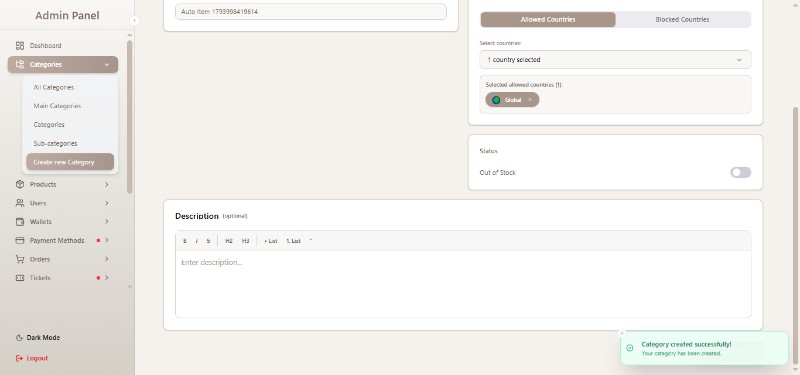 Admin Panel
Dashboard
Categories
All Categories
Main Categories
Categories
Sub-categories
Create new Category
Products
Users
Wallets
Payment Methods
Orders
Tickets
Dark Mode
Logout
Auto Item 1793998419614
Allowed Countries
Blocked Countries
Select countries:
1 country selected
Selected allowed countries (1):
Global ×
Status
Out of Stock
Description (optional)
B I S H2 H3 • List 1. List "
Enter description...
Category created successfully!
Your category has been created.